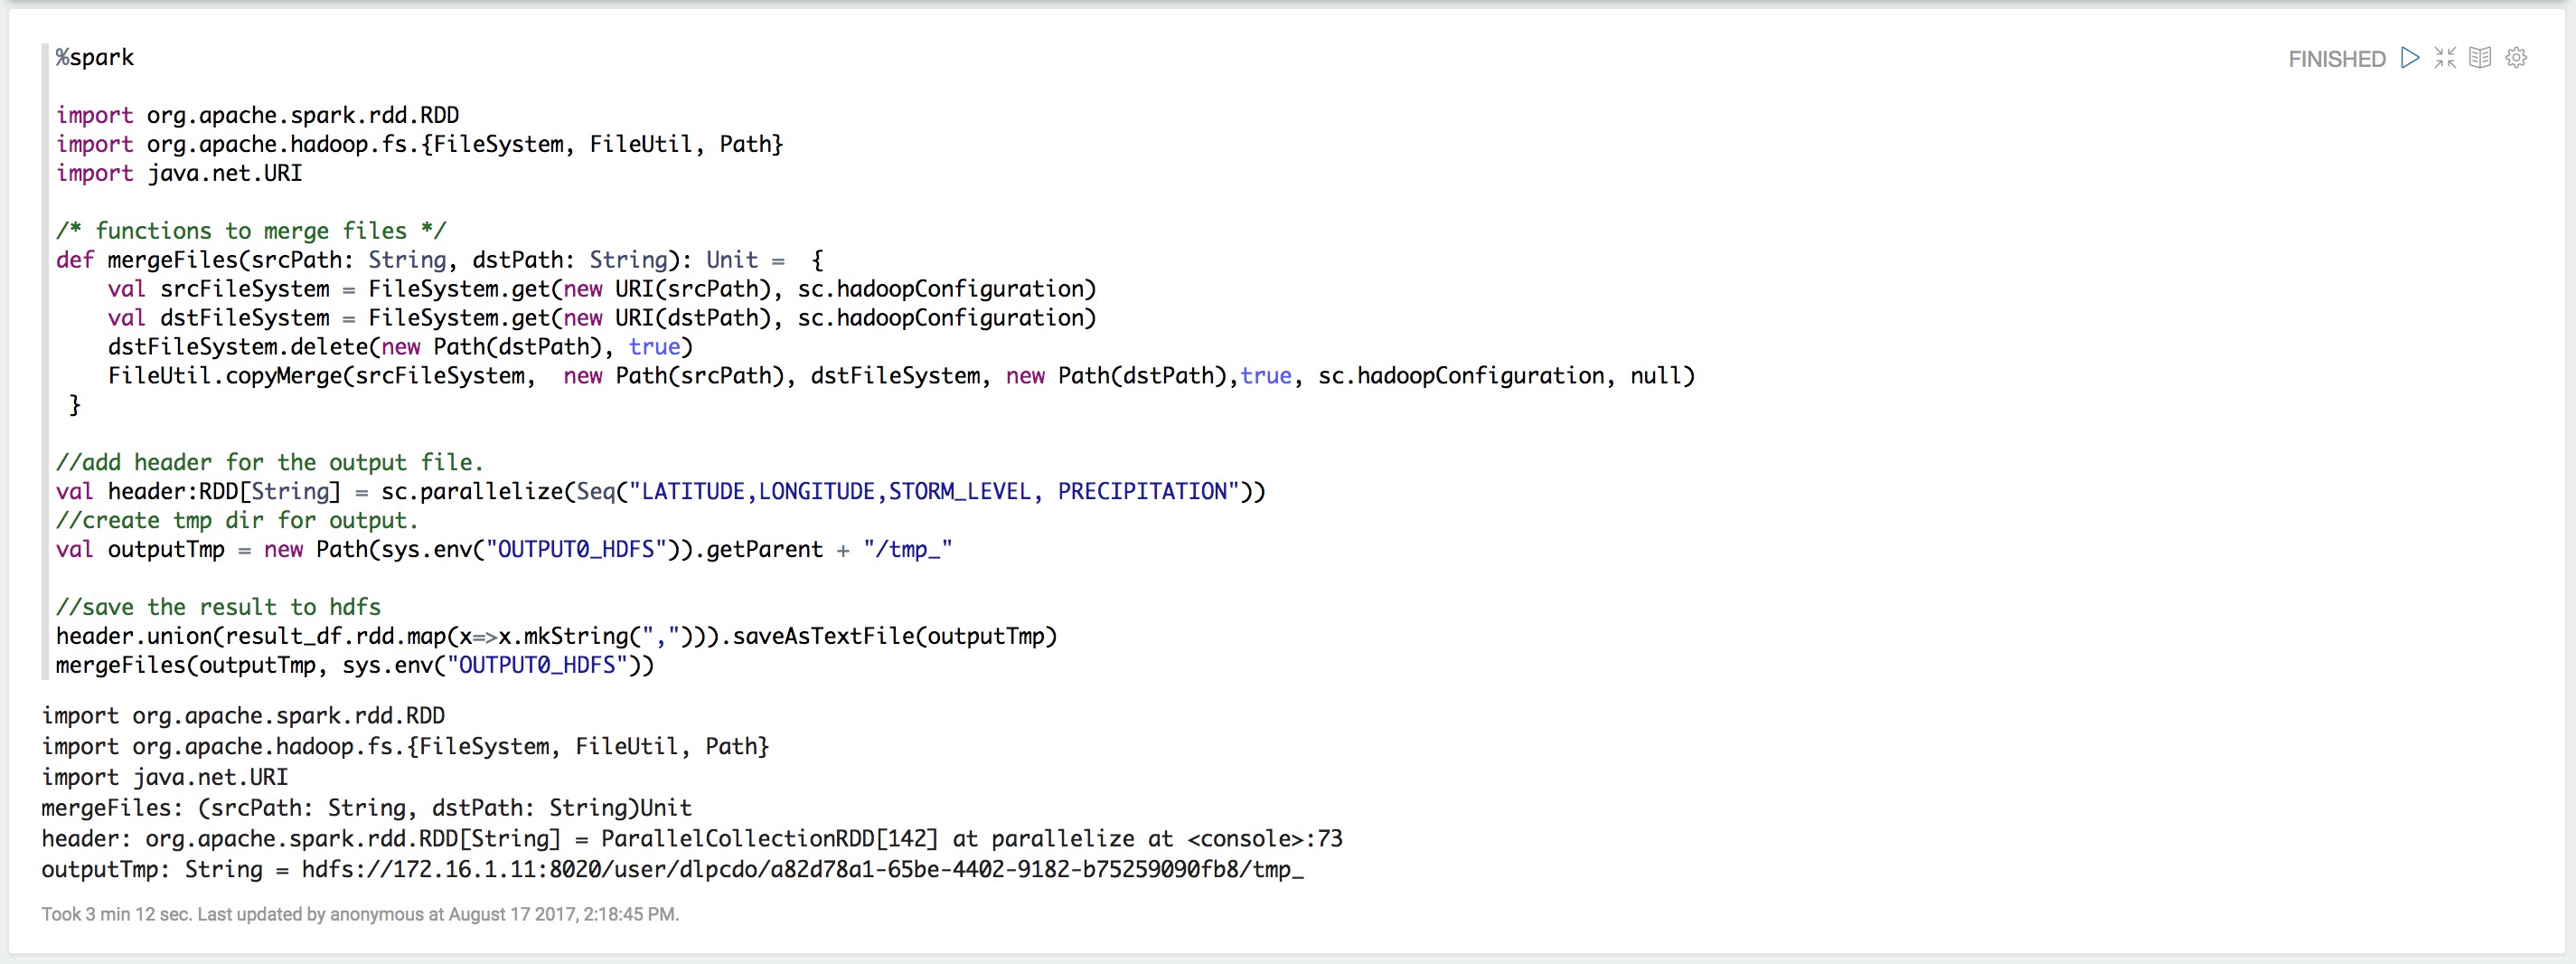 %spark
FINISHED
import org.apache.spark.rdd.RDD
import org.apache.hadoop.fs.{FileSystem, FileUtil, Path}
import java.net.URI
/* functions to merge files */
def mergeFiles(srcPath: String, dstPath: String): Unit =  {
    val srcFileSystem = FileSystem.get(new URI(srcPath), sc.hadoopConfiguration)
    val dstFileSystem = FileSystem.get(new URI(dstPath), sc.hadoopConfiguration)
    dstFileSystem.delete(new Path(dstPath), true)
    FileUtil.copyMerge(srcFileSystem,  new Path(srcPath), dstFileSystem, new Path(dstPath),true, sc.hadoopConfiguration, null)
 }
//add header for the output file.
val header:RDD[String] = sc.parallelize(Seq("LATITUDE,LONGITUDE,STORM_LEVEL, PRECIPITATION"))
//create tmp dir for output.
val outputTmp = new Path(sys.env("OUTPUT0_HDFS")).getParent + "/tmp_"
//save the result to hdfs
header.union(result_df.rdd.map(x=>x.mkString(","))).saveAsTextFile(outputTmp)
mergeFiles(outputTmp, sys.env("OUTPUT0_HDFS"))
import org.apache.spark.rdd.RDD
import org.apache.hadoop.fs.{FileSystem, FileUtil, Path}
import java.net.URI
mergeFiles: (srcPath: String, dstPath: String)Unit
header: org.apache.spark.rdd.RDD[String] = ParallelCollectionRDD[142] at parallelize at <console>:73
outputTmp: String = hdfs://172.16.1.11:8020/user/dlpcdo/a82d78a1-65be-4402-9182-b75259090fb8/tmp_
Took 3 min 12 sec. Last updated by anonymous at August 17 2017, 2:18:45 PM.